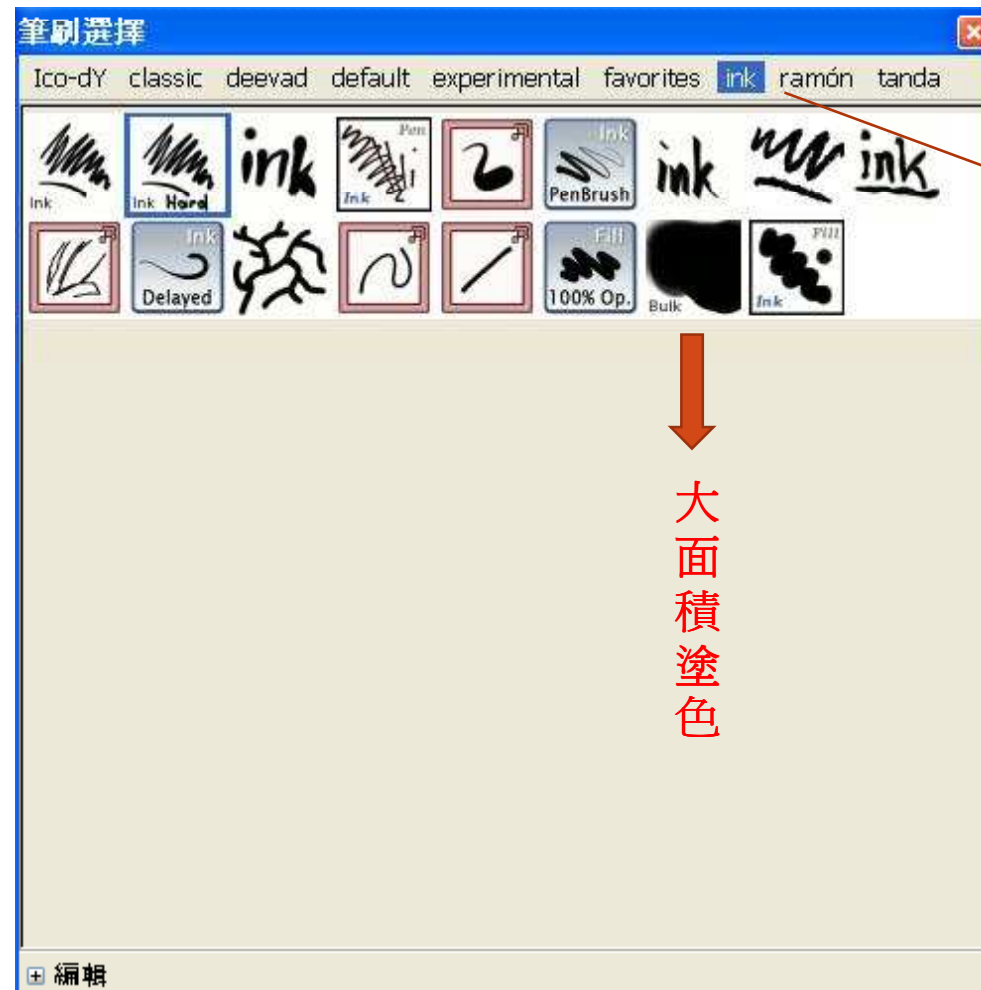 筆刷選擇
Ico-dY classic deevad default experimental favorites ink ramón tanda
Ink
Ink Hard
ink
Pen
Ink
Ink
PenBrush
ink
ink
Ink
Delayed
Fill
100% Op.
Bulk
Fill
Ink
大面積塗色
編輯